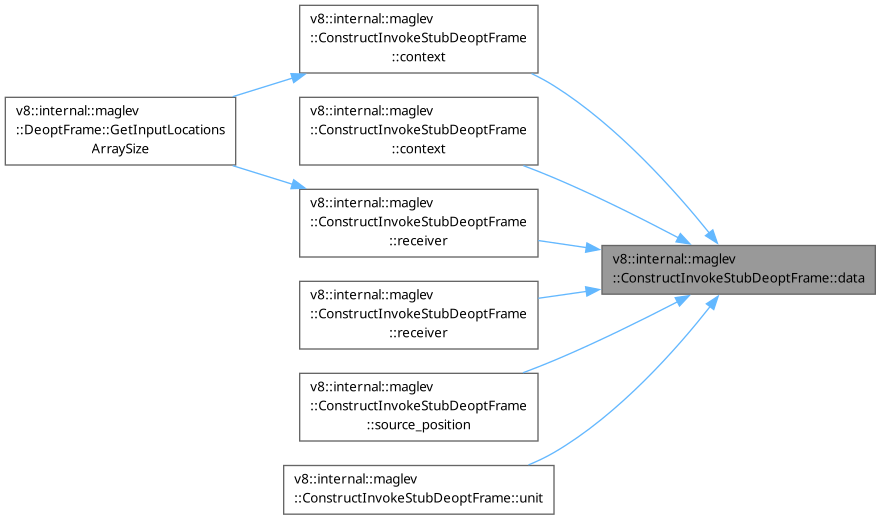 v8::internal::maglev
::ConstructInvokeStubDeoptFrame
::context
v8::internal::maglev
::DeoptFrame::GetInputLocations
ArraySize
v8::internal::maglev
::ConstructInvokeStubDeoptFrame
::context
v8::internal::maglev
::ConstructInvokeStubDeoptFrame
::receiver
v8::internal::maglev
::ConstructInvokeStubDeoptFrame::data
v8::internal::maglev
::ConstructInvokeStubDeoptFrame
::receiver
v8::internal::maglev
::ConstructInvokeStubDeoptFrame
::source_position
v8::internal::maglev
::ConstructInvokeStubDeoptFrame::unit